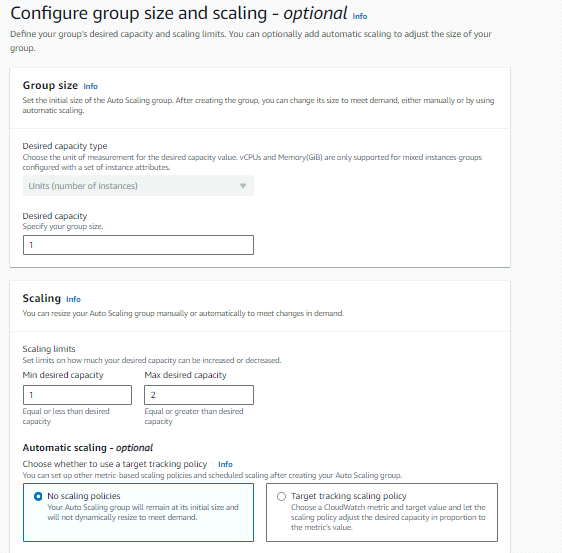 Configure group size and scaling - optional Info
Define your group's desired capacity and scaling limits. You can optionally add automatic scaling to adjust the size of your
group.
Group size Info
Set the initial size of the Auto Scaling group. After creating the group, you can change its size to meet demand, either manually or by using
automatic scaling.
Desired capacity type
Choose the unit of measurement for the desired capacity value. vCPUs and Memory(GiB) are only supported for mixed instances groups
configured with a set of instance attributes.
Units (number of instances)
Desired capacity
Specify your group size.
1
Scaling Info
You can resize your Auto Scaling group manually or automatically to meet changes in demand.
Scaling limits
Set limits on how much your desired capacity can be increased or decreased.
Min desired capacity Max desired capacity
1 2
Equal or less than desired Equal or greater than desired
capacity capacity
Automatic scaling - optional
Choose whether to use a target tracking policy Info
You can set up other metric-based scaling policies and scheduled scaling after creating your Auto Scaling group.
No scaling policies
Your Auto Scaling group will remain at its initial size and
will not dynamically resize to meet demand.
Target tracking scaling policy
Choose a CloudWatch metric and target value and let the
scaling policy adjust the desired capacity in proportion to
the metric's value.